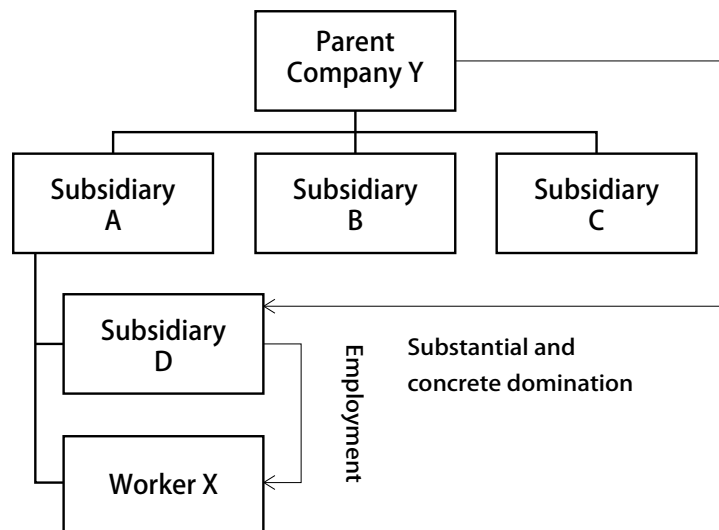 Parent
Company Y
Subsidiary
A
Subsidiary
B
Subsidiary
C
Subsidiary
D
Employment
Substantial and
concrete domination
Worker X